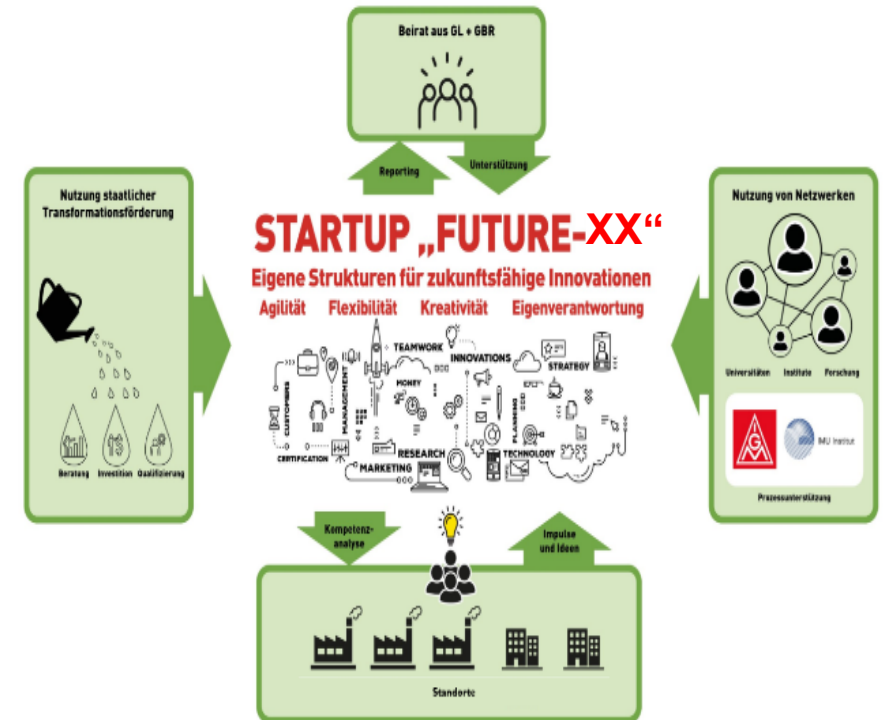 Beirat aus GL + GBR
Reporting
Unterstützung
Nutzung staatlicher
Transformationsförderung
Beratung Investition Qualifizierung
STARTUP „FUTURE-XX“
Eigene Strukturen für zukunftsfähige Innovationen
Agilität Flexibilität Kreativität Eigenverantwortung
TEAMWORK
INNOVATIONS
STRATEGY
CUSTOMERS
MANAGEMENT
MONEY
PLANNING
CERTIFICATION
MARKETING
RESEARCH
TECHNOLOGY
Nutzung von Netzwerken
Universitäten Institute Forschung
IGM
IMU Institut
Prozessunterstützung
Kompetenz-
analyse
Impulse
und Ideen
Standorte